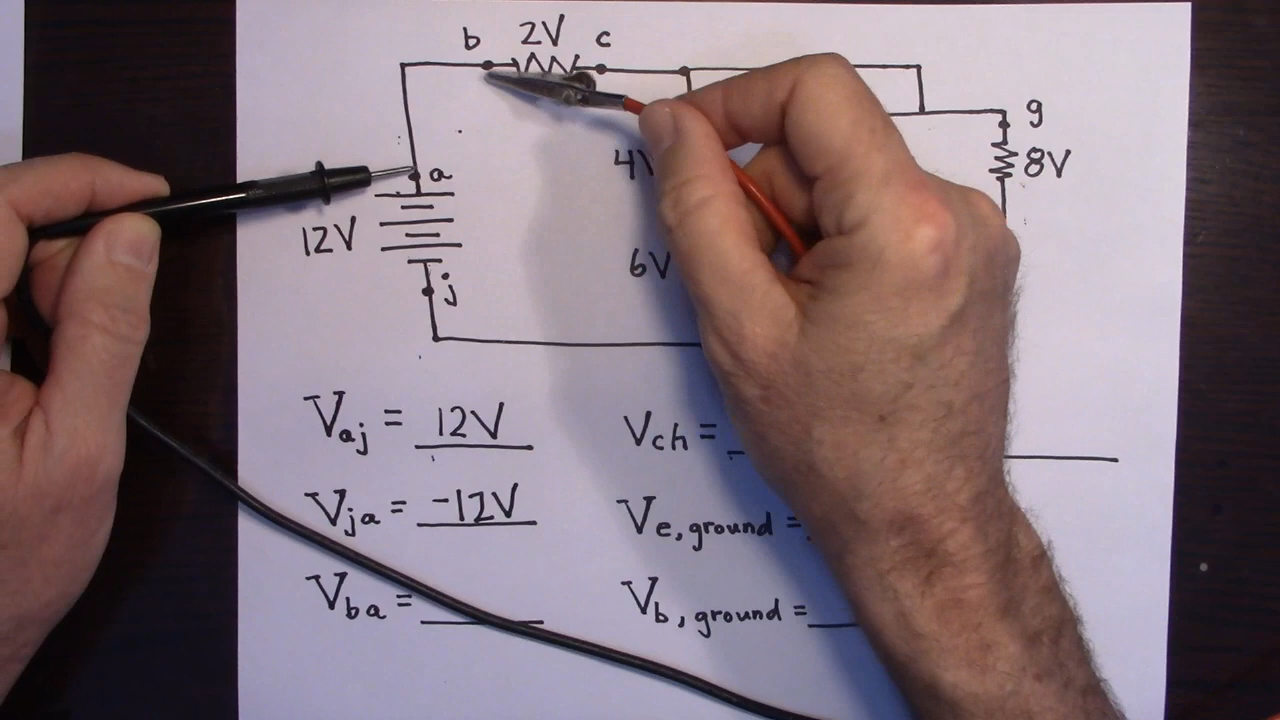 b 2V c
g
a 4V 8V
12V 6V
j
Vaj = 12V Vch =
Vja = -12V Ve, ground =
Vba = Vb, ground =